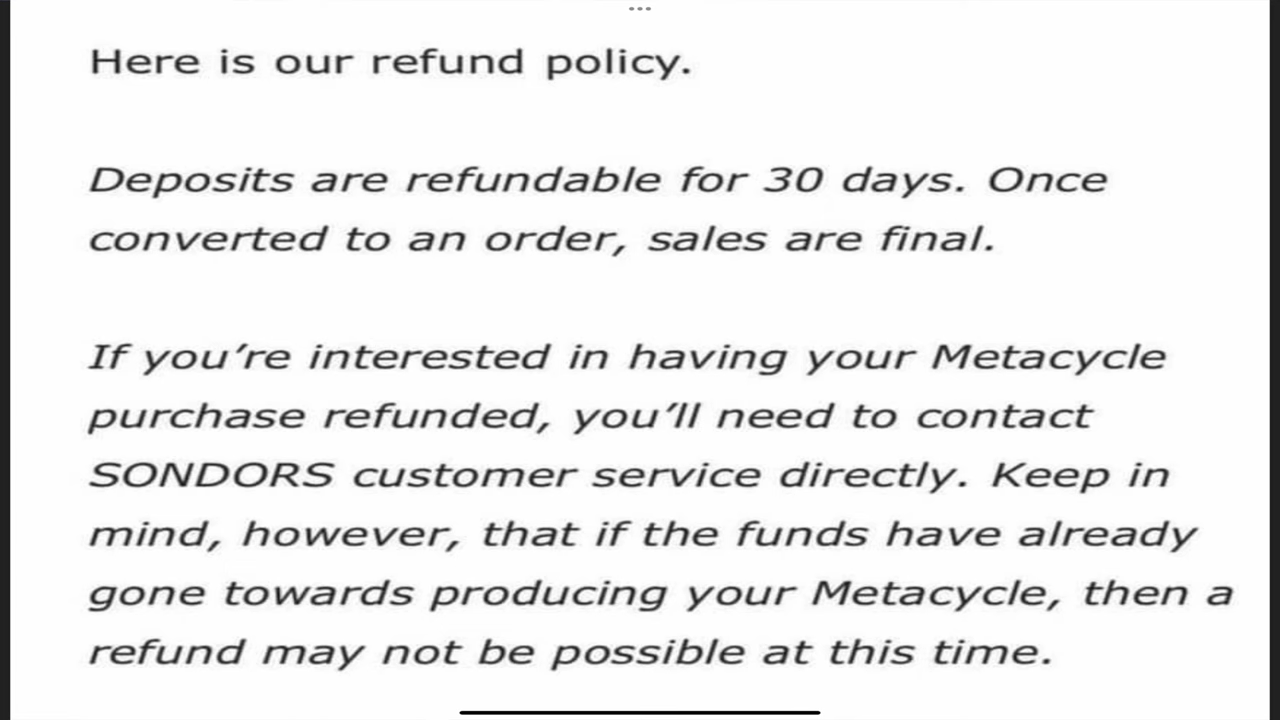 Here is our refund policy.
Deposits are refundable for 30 days. Once
converted to an order, sales are final.
If you’re interested in having your Metacycle
purchase refunded, you’ll need to contact
SONDORS customer service directly. Keep in
mind, however, that if the funds have already
gone towards producing your Metacycle, then a
refund may not be possible at this time.